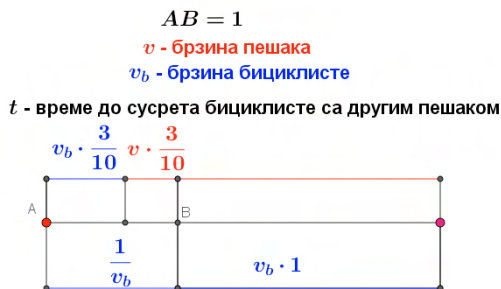 AB = 1
v - брзина пешака
v_b - брзина бициклисте
t - време до сусрета бициклисте са другим пешаком
v_b · 3/10 v · 3/10
A B
1/v_b v_b · 1